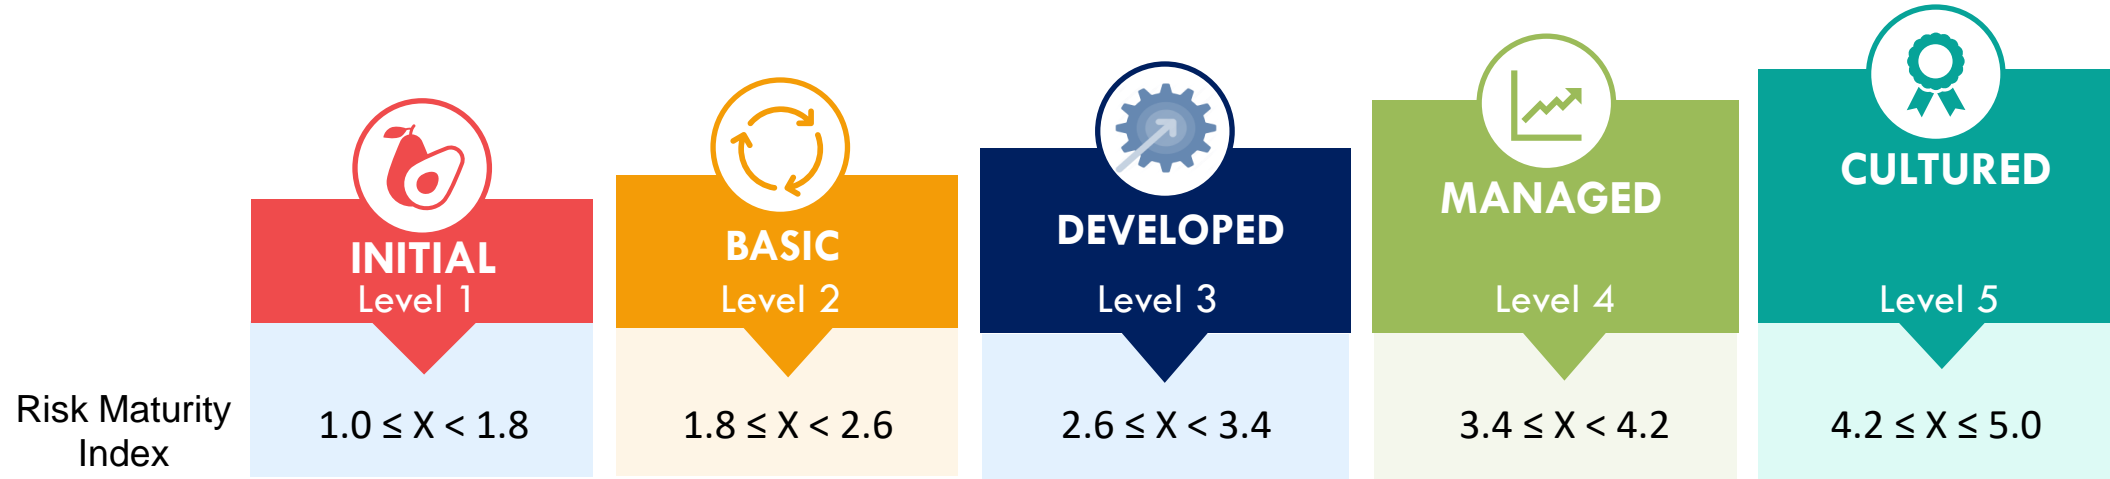 INITIAL
Level 1
BASIC
Level 2
DEVELOPED
Level 3
MANAGED
Level 4
CULTURED
Level 5
Risk Maturity
Index
1.0 ≤ X < 1.8
1.8 ≤ X < 2.6
2.6 ≤ X < 3.4
3.4 ≤ X < 4.2
4.2 ≤ X ≤ 5.0